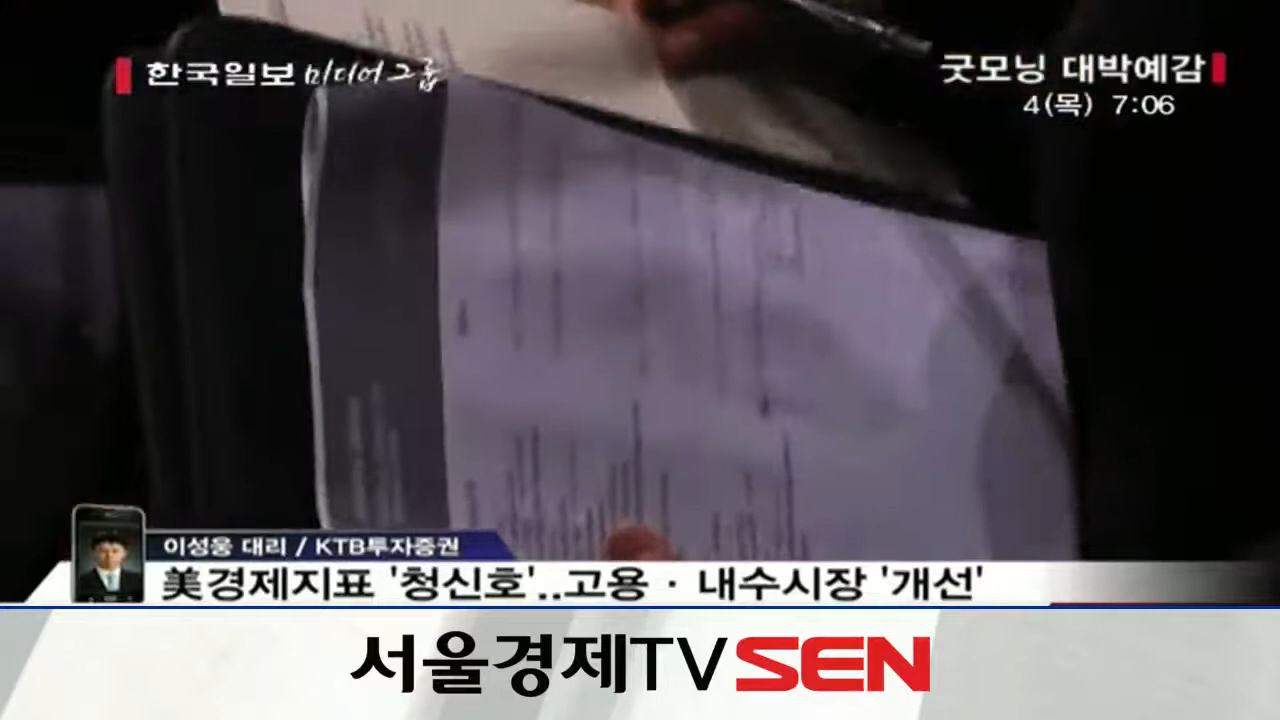 한국일보 미디어그룹
굿모닝 대박예감
4(목) 7:06
이성웅 대리 / KTB투자증권
美경제지표 '청신호'..고용·내수시장 '개선'
서울경제TV SEN